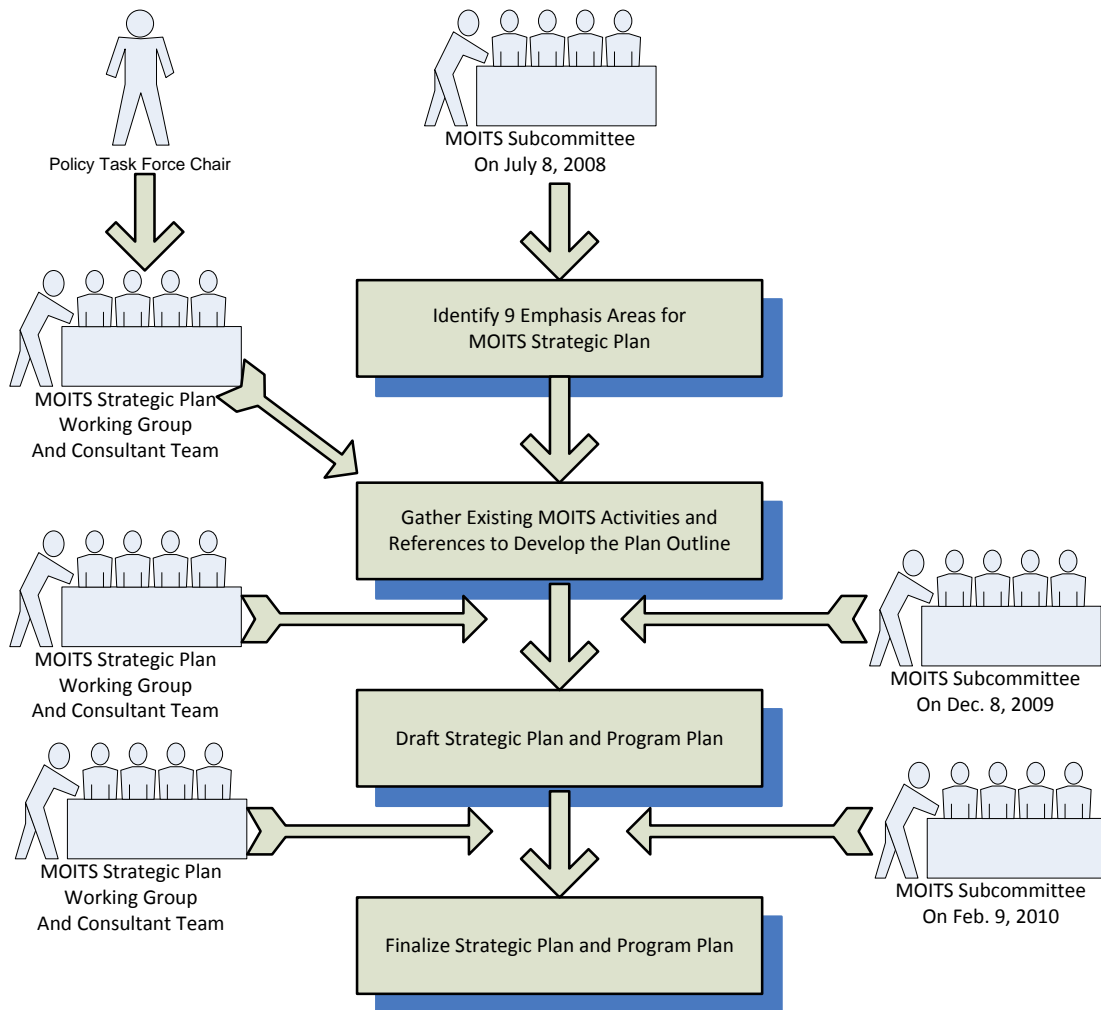 Policy Task Force Chair
MOITS Subcommittee
On July 8, 2008
Identify 9 Emphasis Areas for
MOITS Strategic Plan
MOITS Strategic Plan
Working Group
And Consultant Team
Gather Existing MOITS Activities and
References to Develop the Plan Outline
MOITS Strategic Plan
Working Group
And Consultant Team
MOITS Subcommittee
On Dec. 8, 2009
Draft Strategic Plan and Program Plan
MOITS Strategic Plan
Working Group
And Consultant Team
MOITS Subcommittee
On Feb. 9, 2010
Finalize Strategic Plan and Program Plan